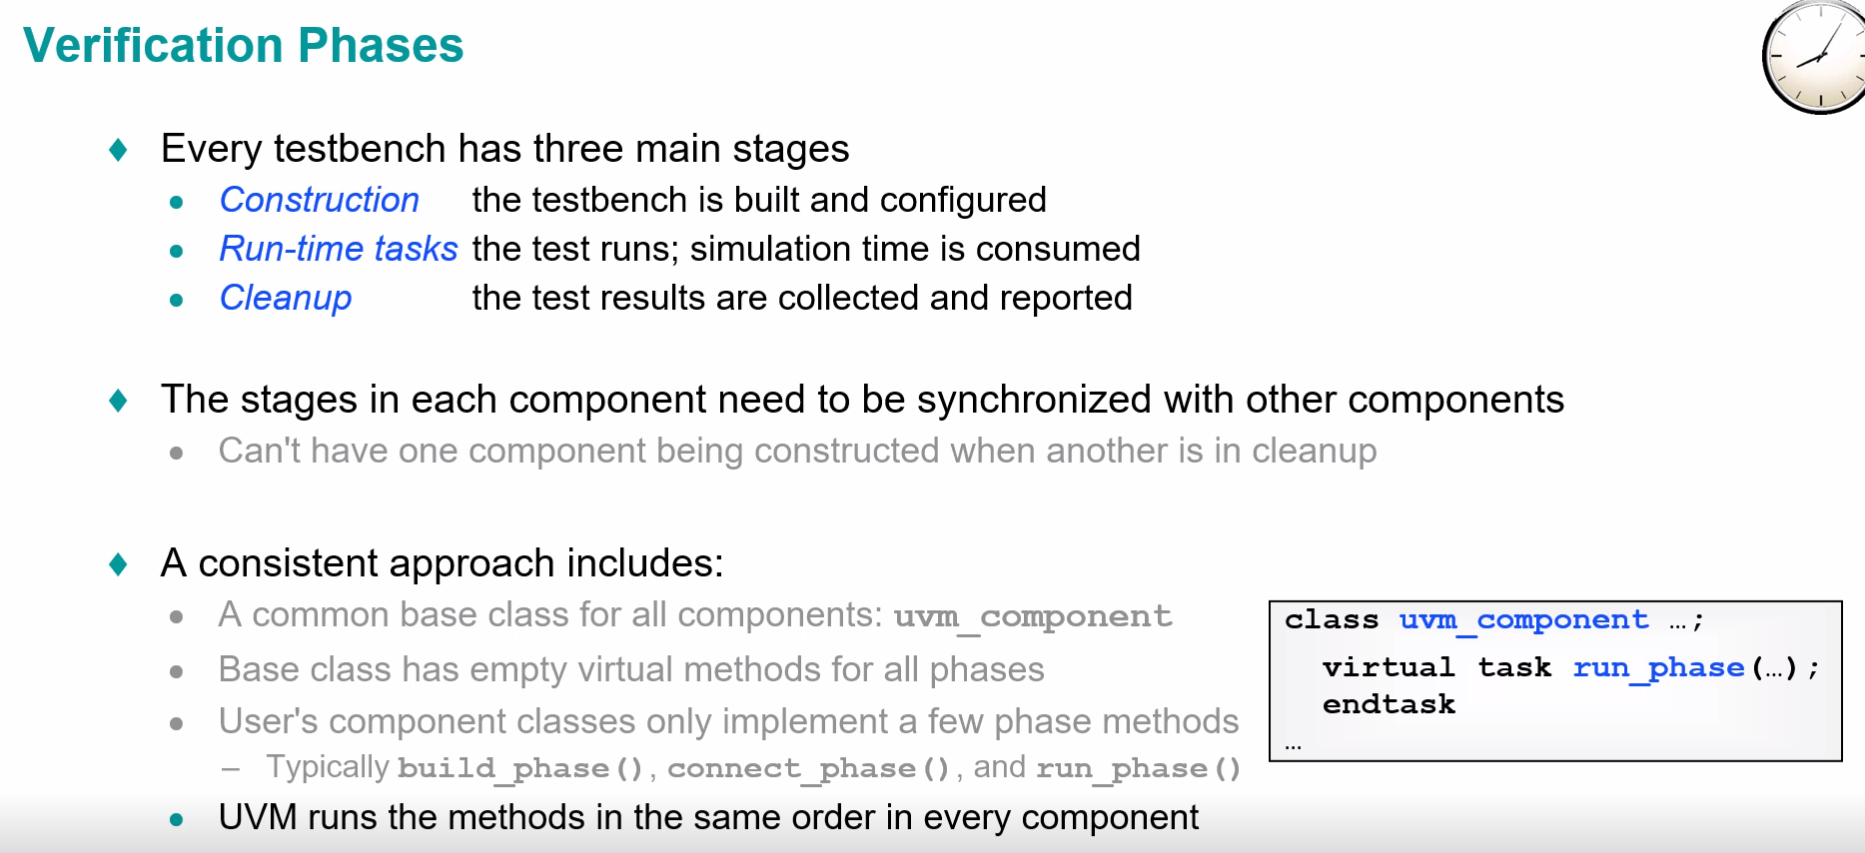 Verification Phases
Every testbench has three main stages
Construction the testbench is built and configured
Run-time tasks the test runs; simulation time is consumed
Cleanup the test results are collected and reported
The stages in each component need to be synchronized with other components
Can't have one component being constructed when another is in cleanup
A consistent approach includes:
A common base class for all components: uvm_component
Base class has empty virtual methods for all phases
User's component classes only implement a few phase methods
– Typically build_phase(), connect_phase(), and run_phase()
UVM runs the methods in the same order in every component
class uvm_component …;
virtual task run_phase(…);
endtask
…